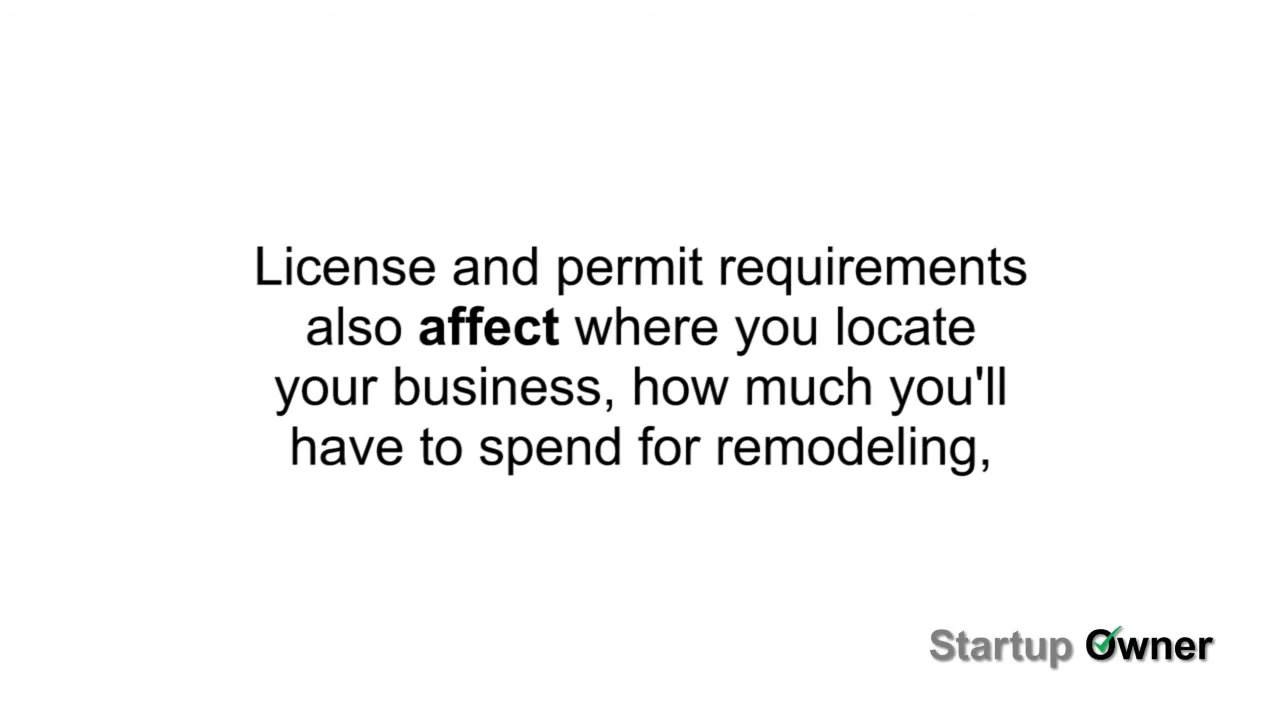 License and permit requirements
also affect where you locate
your business, how much you'll
have to spend for remodeling,
Startup Owner